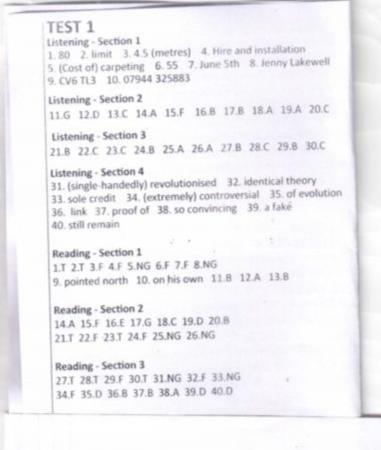 TEST 1
Listening - Section 1
1. 80 2. limit 3. 4.5 (metres) 4. Hire and installation
5. (Cost of) carpeting 6. 55 7. June 5th 8. Jenny Lakewell
9. CV6 TL3 10. 07944 325883
Listening - Section 2
11.G 12.D 13.C 14.A 15.F 16.B 17.B 18.A 19.A 20.C
Listening - Section 3
21.B 22.C 23.C 24.B 25.A 26.A 27.B 28.C 29.B 30.C
Listening - Section 4
31. (single-handedly) revolutionised 32. identical theory
33. sole credit 34. (extremely) controversial 35. of evolution
36. link 37. proof of 38. so convincing 39. a fake
40. still remain
Reading - Section 1
1.T 2.T 3.F 4.F 5.NG 6.F 7.F 8.NG
9. pointed north 10. on his own 11.B 12.A 13.B
Reading - Section 2
14.A 15.F 16.E 17.G 18.C 19.D 20.B
21.T 22.F 23.T 24.F 25.NG 26.NG
Reading - Section 3
27.T 28.T 29.F 30.T 31.NG 32.F 33.NG
34.F 35.D 36.B 37.B 38.A 39.D 40.D